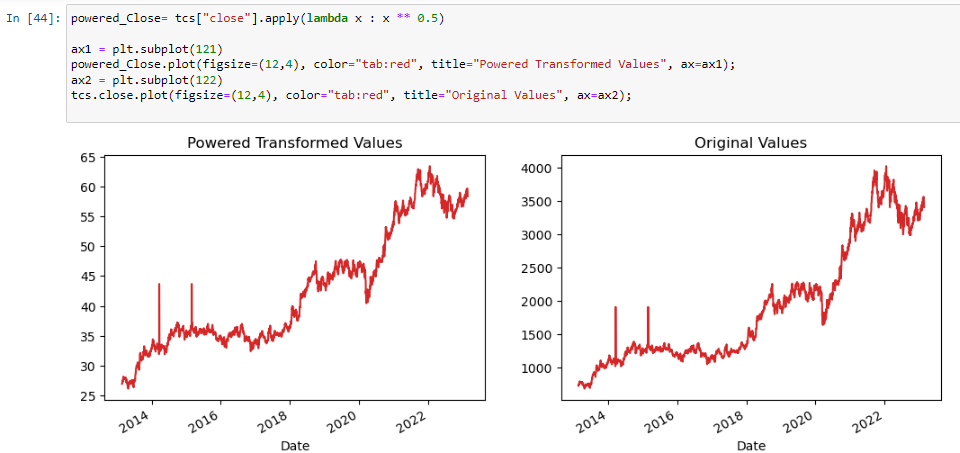 In [44]:
powered_Close= tcs["close"].apply(lambda x : x ** 0.5)
ax1 = plt.subplot(121)
powered_Close.plot(figsize=(12,4), color="tab:red", title="Powered Transformed Values", ax=ax1);
ax2 = plt.subplot(122)
tcs.close.plot(figsize=(12,4), color="tab:red", title="Original Values", ax=ax2);
Powered Transformed Values
65
60
55
50
45
40
35
30
25
2014
2016
2018
2020
2022
Date
Original Values
4000
3500
3000
2500
2000
1500
1000
2014
2016
2018
2020
2022
Date